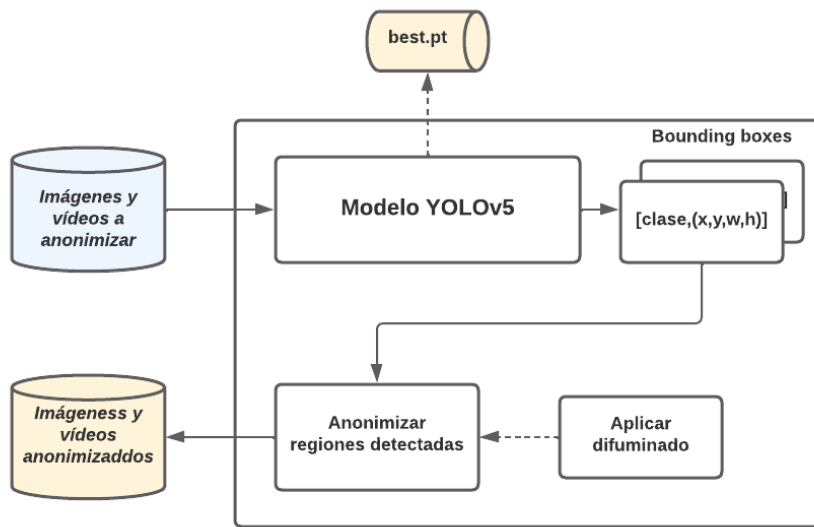 best.pt
Bounding boxes
Imágenes y
vídeos a
anonimizar
Modelo YOLOv5
[clase,(x,y,w,h)]
Imágeness y
vídeos
anonimizaddos
Anonimizar
regiones detectadas
Aplicar
difuminado